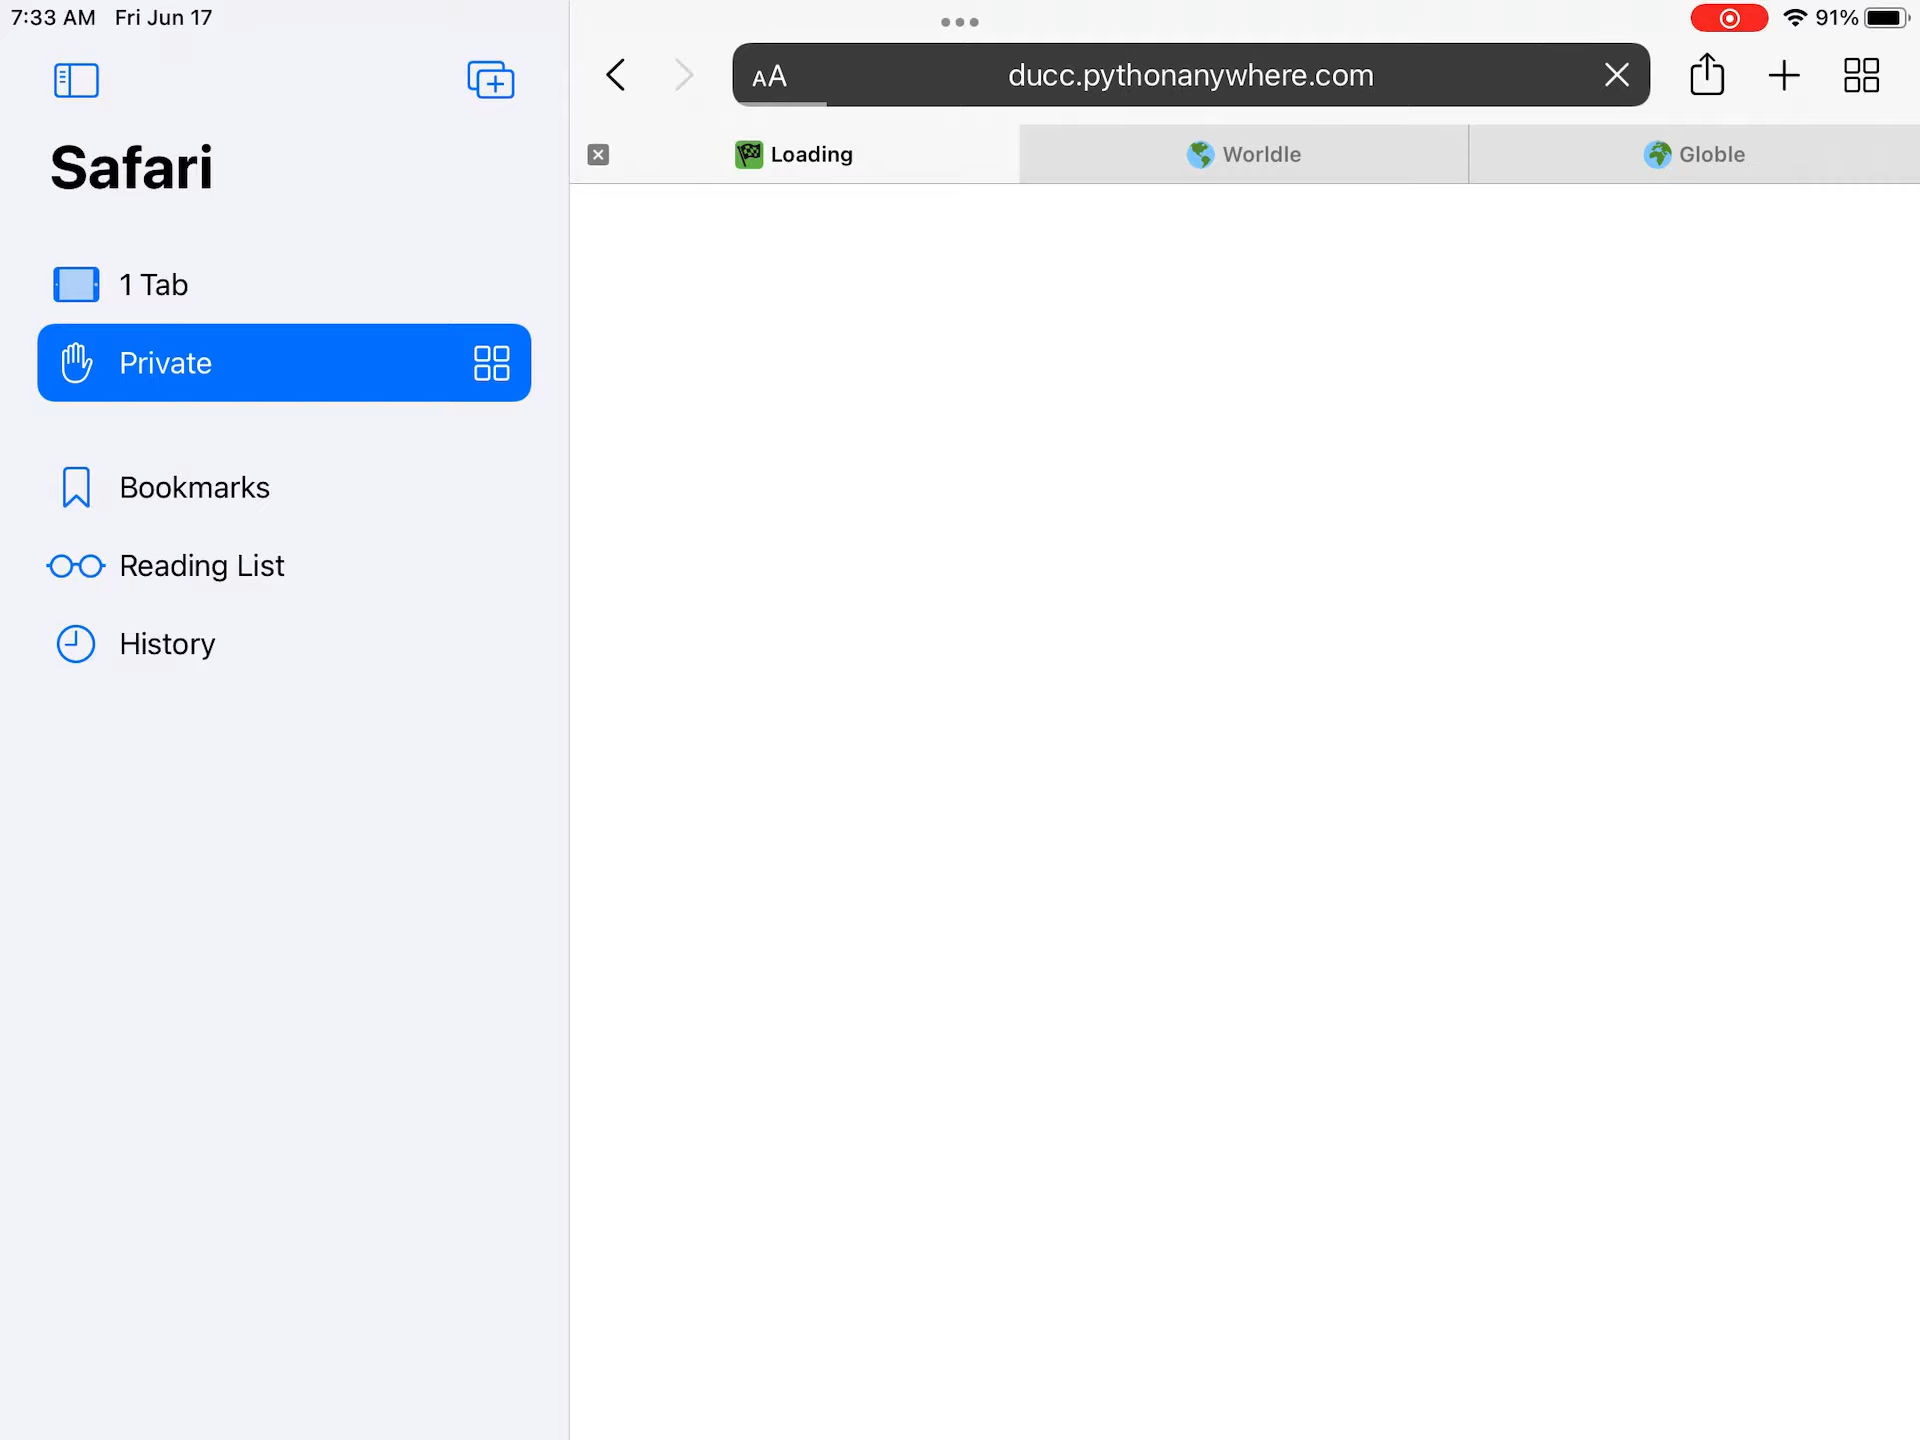 7:33 AM Fri Jun 17
91%
AA ducc.pythonanywhere.com
Loading
Worldle
Globle
Safari
1 Tab
Private
Bookmarks
Reading List
History